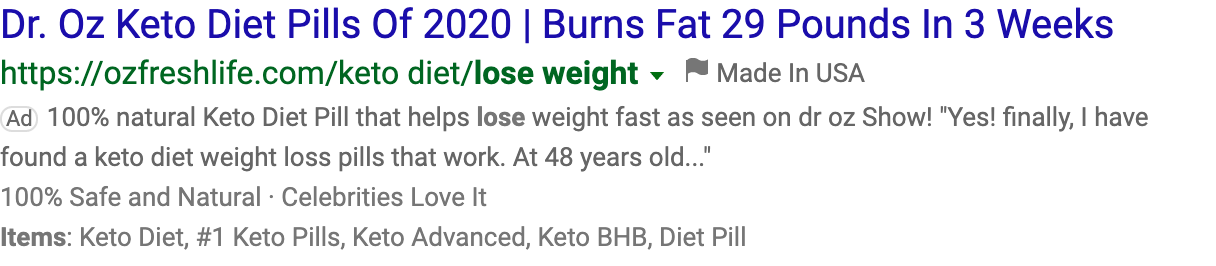 Dr. Oz Keto Diet Pills Of 2020 | Burns Fat 29 Pounds In 3 Weeks
https://ozfreshlife.com/keto diet/lose weight Made In USA
Ad 100% natural Keto Diet Pill that helps lose weight fast as seen on dr oz Show! "Yes! finally, I have
found a keto diet weight loss pills that work. At 48 years old..."
100% Safe and Natural · Celebrities Love It
Items: Keto Diet, #1 Keto Pills, Keto Advanced, Keto BHB, Diet Pill